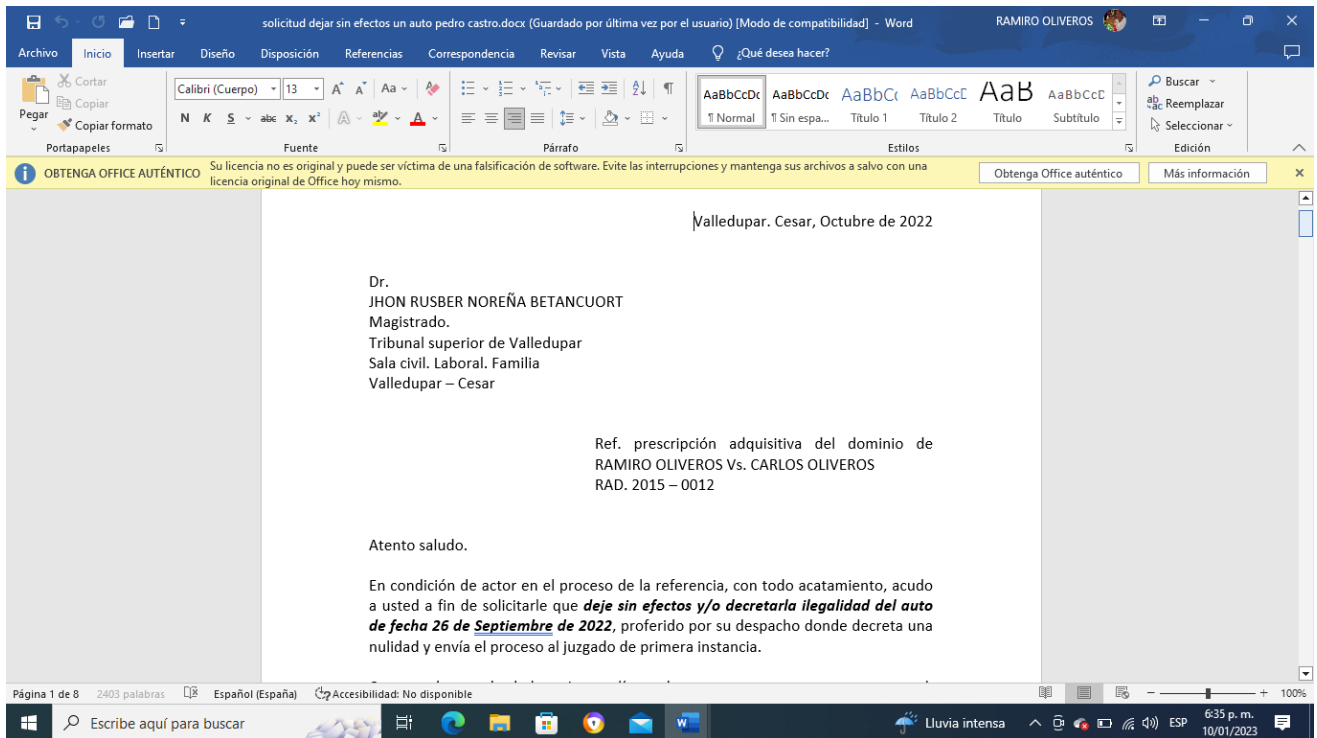 solicitud dejar sin efectos un auto pedro castro.docx (Guardado por última vez por el usuario) [Modo de compatibilidad] - Word
RAMIRO OLIVEROS
Archivo Inicio Insertar Diseño Disposición Referencias Correspondencia Revisar Vista Ayuda ¿Qué desea hacer?
Pegar
Cortar
Copiar
Copiar formato
Portapapeles
Calibri (Cuerpo) 13 A A Aa
N K S abc x₂ x² A ab A
Fuente
Párrafo
AaBbCcDc AaBbCcDc AaBbC AaBbCcE AaB AaBbCcD
¶ Normal ¶ Sin espa... Título 1 Título 2 Título Subtítulo
Estilos
Buscar
Reemplazar
Seleccionar
Edición
OBTENGA OFFICE AUTÉNTICO
Su licencia no es original y puede ser víctima de una falsificación de software. Evite las interrupciones y mantenga sus archivos a salvo con una
licencia original de Office hoy mismo.
Obtenga Office auténtico
Más información
Valledupar. Cesar, Octubre de 2022
Dr.
JHON RUSBER NOREÑA BETANCUORT
Magistrado.
Tribunal superior de Valledupar
Sala civil. Laboral. Familia
Valledupar – Cesar
Ref. prescripción adquisitiva del dominio de
RAMIRO OLIVEROS Vs. CARLOS OLIVEROS
RAD. 2015 – 0012
Atento saludo.
En condición de actor en el proceso de la referencia, con todo acatamiento, acudo
a usted a fin de solicitarle que deje sin efectos y/o decretarla ilegalidad del auto
de fecha 26 de Septiembre de 2022, proferido por su despacho donde decreta una
nulidad y envía el proceso al juzgado de primera instancia.
Página 1 de 8 2403 palabras Español (España) Accesibilidad: No disponible
100%
Escribe aquí para buscar
Lluvia intensa
ESP
6:35 p. m.
10/01/2023